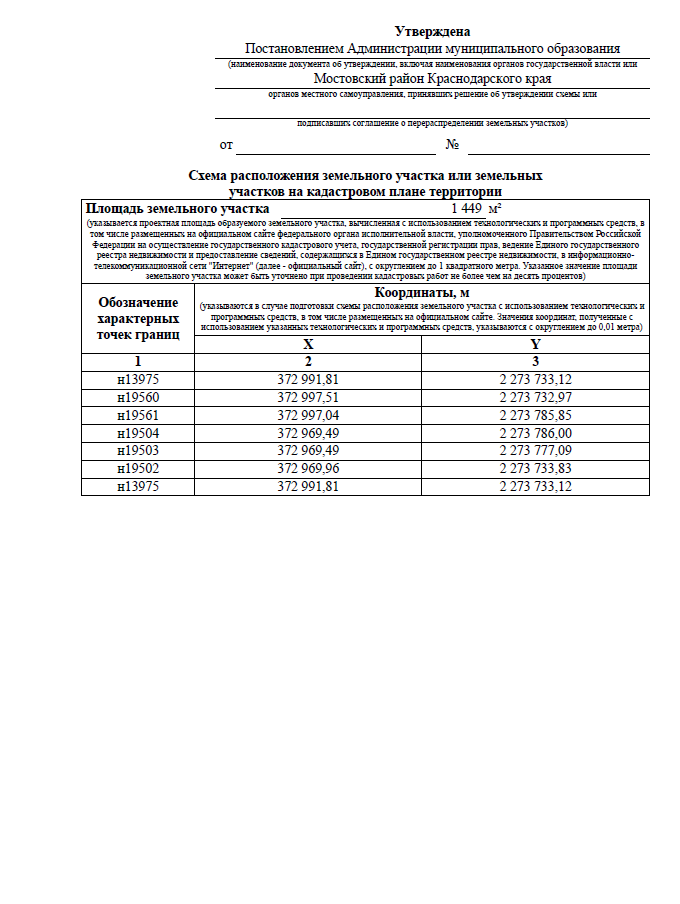 Утверждена
Постановлением Администрации муниципального образования
(наименование документа об утверждении, включая наименования органов государственной власти или
Мостовский район Краснодарского края
органов местного самоуправления, принявших решение об утверждении схемы или
подписавших соглашение о перераспределении земельных участков)
от № 
Схема расположения земельного участка или земельных
участков на кадастровом плане территории
Площадь земельного участка 1 449 м²
(указывается проектная площадь образуемого земельного участка, вычисленная с использованием технологических и программных средств, в
том числе размещенных на официальном сайте федерального органа исполнительной власти, уполномоченного Правительством Российской
Федерации на осуществление государственного кадастрового учета, государственной регистрации прав, ведение Единого государственного
реестра недвижимости и предоставление сведений, содержащихся в Едином государственном реестре недвижимости, в информационно-
телекоммуникационной сети "Интернет" (далее - официальный сайт), с округлением до 1 квадратного метра. Указанное значение площади
земельного участка может быть уточнено при проведении кадастровых работ не более чем на десять процентов)
Обозначение
характерных
точек границ
Координаты, м
(указываются в случае подготовки схемы расположения земельного участка с использованием технологических и
программных средств, в том числе размещенных на официальном сайте. Значения координат, полученные с
использованием указанных технологических и программных средств, указываются с округлением до 0,01 метра)
X Y
1 2 3
н13975 372 991,81 2 273 733,12
н19560 372 997,51 2 273 732,97
н19561 372 997,04 2 273 785,85
н19504 372 969,49 2 273 786,00
н19503 372 969,49 2 273 777,09
н19502 372 969,96 2 273 733,83
н13975 372 991,81 2 273 733,12